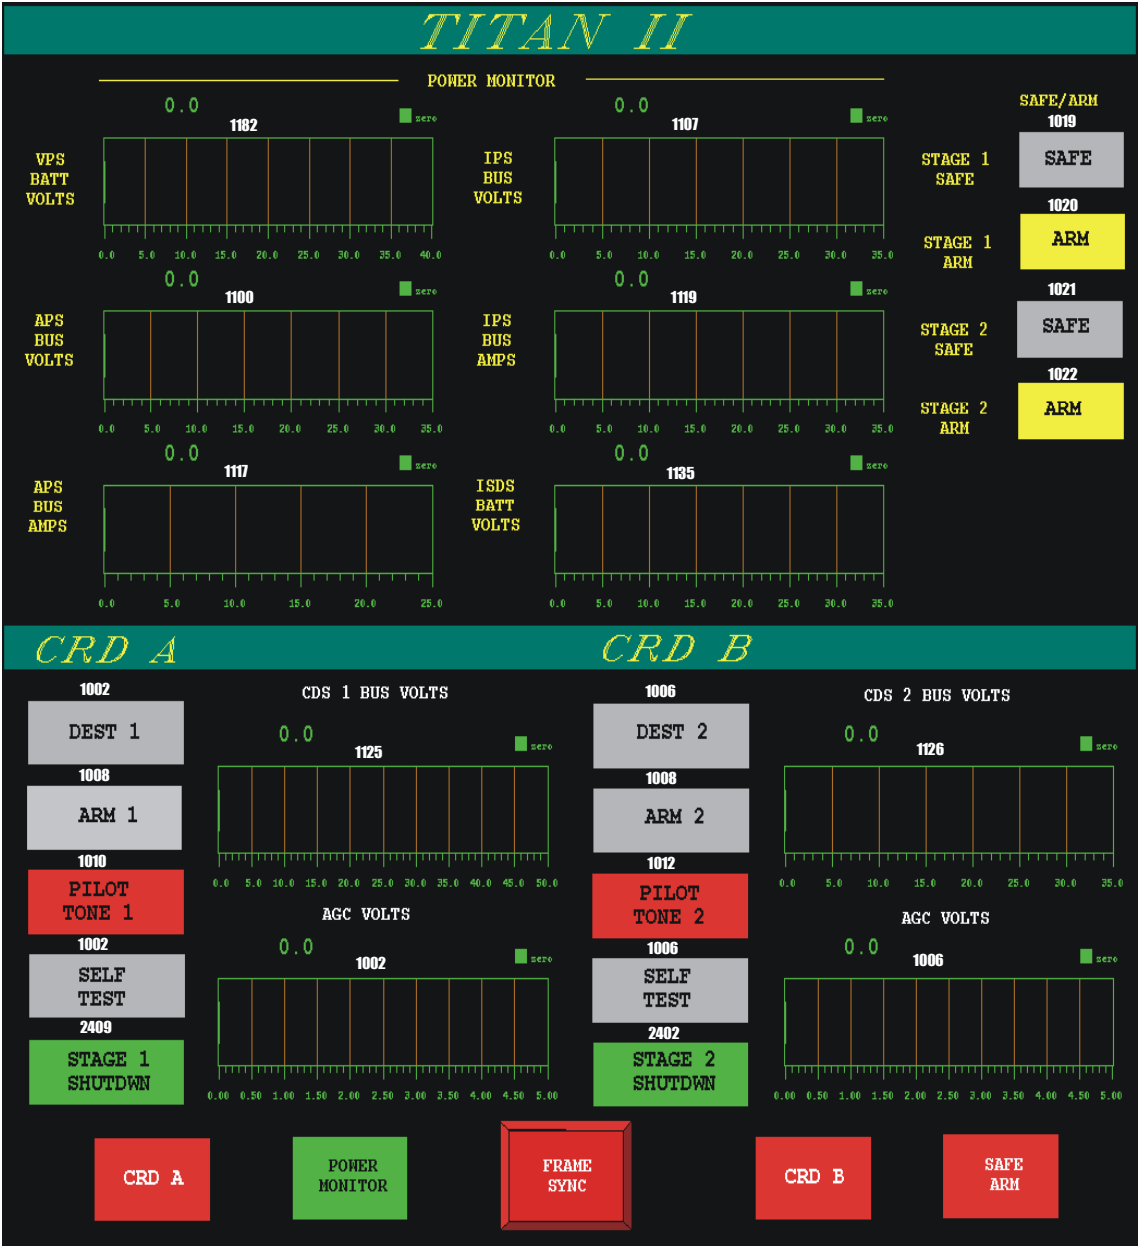 TITAN II
POWER MONITOR
0.0
zero
1182
VPS
BATT
VOLTS
0.0 5.0 10.0 15.0 20.0 25.0 30.0 35.0 40.0
0.0
zero
1107
IPS
BUS
VOLTS
0.0 5.0 10.0 15.0 20.0 25.0 30.0 35.0
0.0
zero
1100
APS
BUS
VOLTS
0.0 5.0 10.0 15.0 20.0 25.0 30.0 35.0
0.0
zero
1119
IPS
BUS
AMPS
0.0 5.0 10.0 15.0 20.0 25.0 30.0 35.0
0.0
zero
1117
APS
BUS
AMPS
0.0 5.0 10.0 15.0 20.0 25.0
0.0
zero
1135
ISDS
BATT
VOLTS
0.0 5.0 10.0 15.0 20.0 25.0 30.0 35.0
SAFE/ARM
1019
STAGE 1
SAFE
SAFE
1020
STAGE 1
ARM
ARM
1021
STAGE 2
SAFE
SAFE
1022
STAGE 2
ARM
ARM
CRD A
1002
DEST 1
1008
ARM 1
1010
PILOT
TONE 1
1002
SELF
TEST
2409
STAGE 1
SHUTDWN
CDS 1 BUS VOLTS
0.0
zero
1125
0.0 5.0 10.0 15.0 20.0 25.0 30.0 35.0 40.0 45.0 50.0
AGC VOLTS
0.0
zero
1002
0.00 0.50 1.00 1.50 2.00 2.50 3.00 3.50 4.00 4.50 5.00
CRD B
1006
DEST 2
1008
ARM 2
1012
PILOT
TONE 2
1006
SELF
TEST
2402
STAGE 2
SHUTDWN
CDS 2 BUS VOLTS
0.0
zero
1126
0.0 5.0 10.0 15.0 20.0 25.0 30.0 35.0
AGC VOLTS
0.0
zero
1006
0.00 0.50 1.00 1.50 2.00 2.50 3.00 3.50 4.00 4.50 5.00
CRD A
POWER
MONITOR
FRAME
SYNC
CRD B
SAFE
ARM